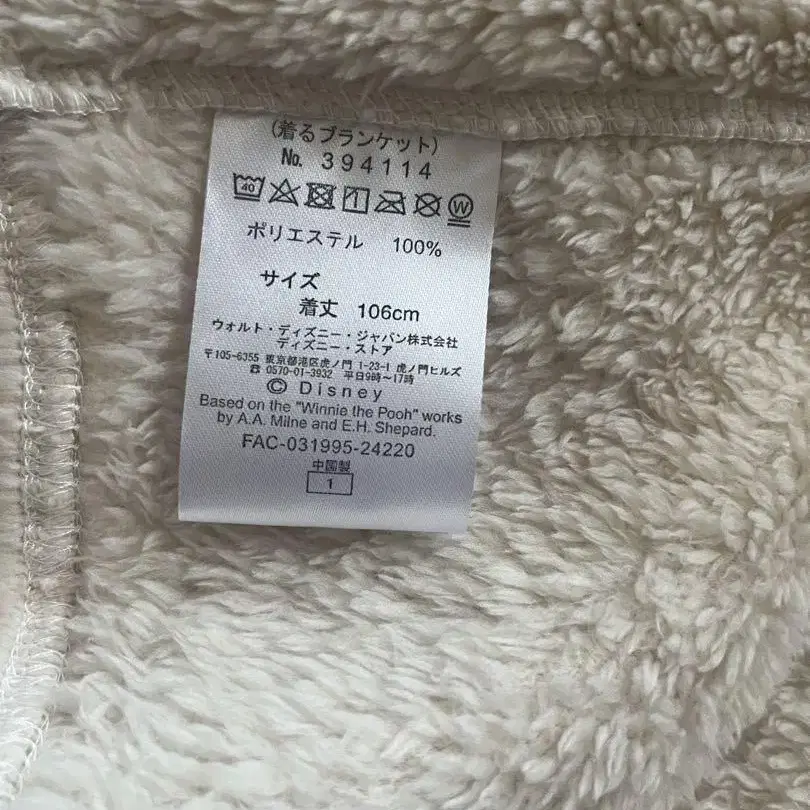 (着るブランケット)
№ 394114
40
W
ポリエステル 100%
サイズ
着丈 106cm
ウォルト・ディズニー・ジャパン株式会社
ディズニー・ストア
〒105-6355 東京都港区虎ノ門 1-23-1 虎ノ門ヒルズ
☎ 0570-01-3932 平日9時〜17時
© Disney
Based on the "Winnie the Pooh" works
by A.A. Milne and E.H. Shepard.
FAC-031995-24220
中国製
1